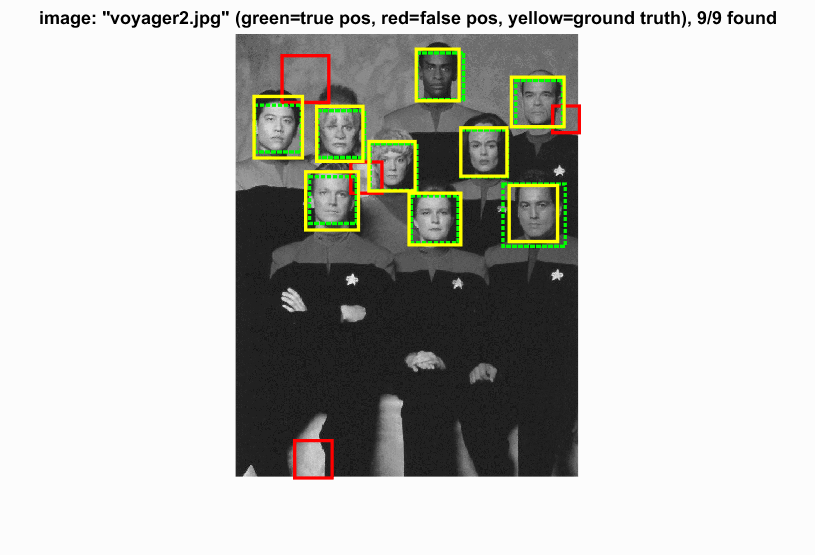 image: "voyager2.jpg" (green=true pos, red=false pos, yellow=ground truth), 9/9 found